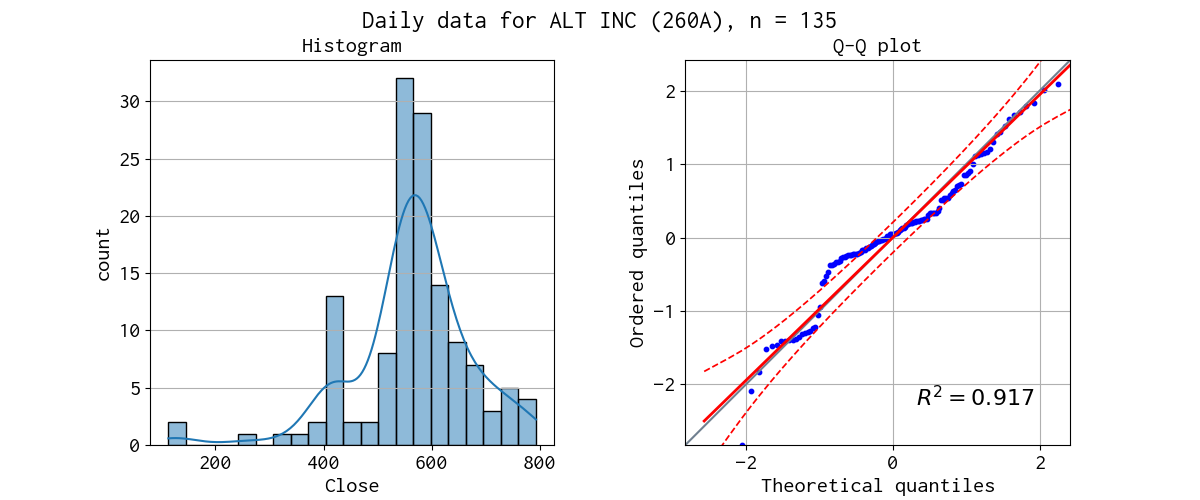 Daily data for ALT INC (260A), n = 135
Histogram
count
0
5
10
15
20
25
30
200
400
600
800
Close
Q-Q plot
Ordered quantiles
2
1
0
−1
−2
−2
0
2
Theoretical quantiles
R² = 0.917